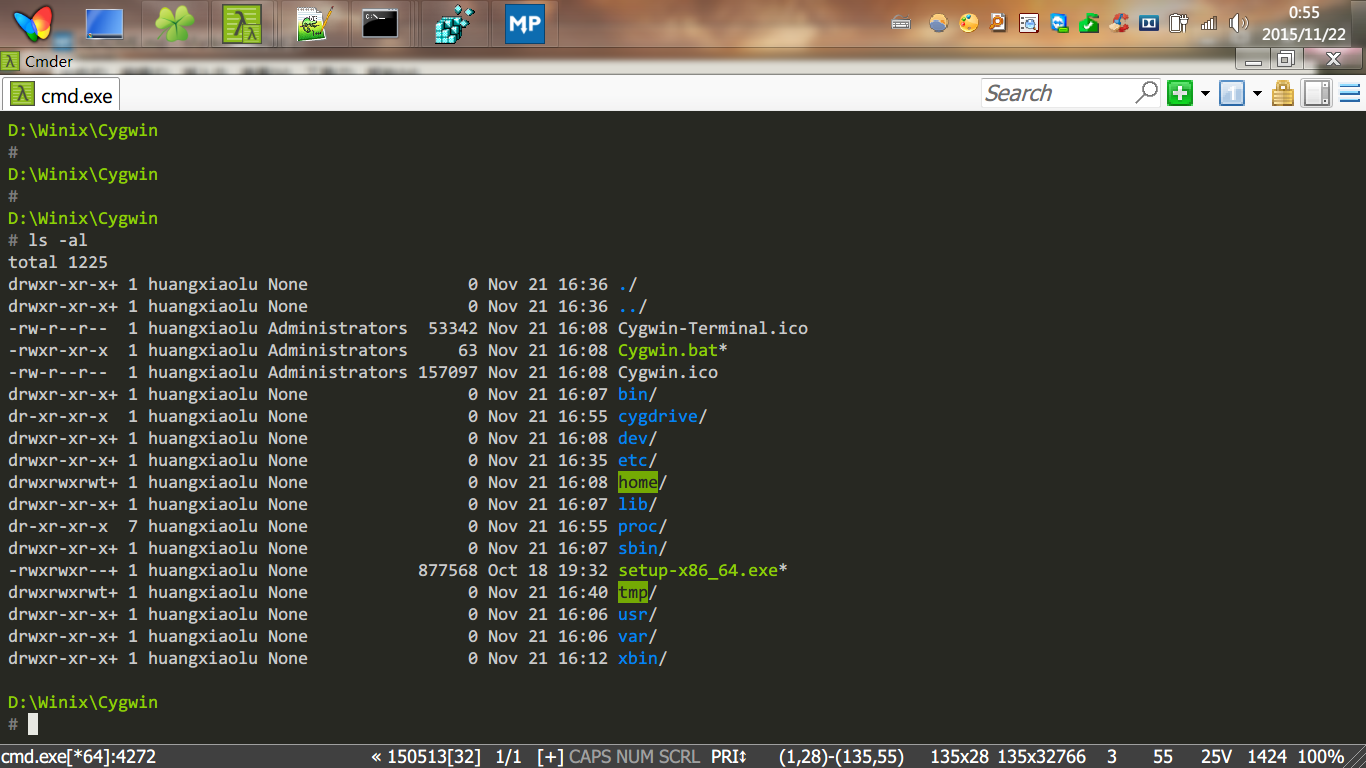 MP
0:55
2015/11/22
Cmder
cmd.exe
Search
1
D:\Winix\Cygwin
#
D:\Winix\Cygwin
#
D:\Winix\Cygwin
# ls -al
total 1225
drwxr-xr-x+ 1 huangxiaolu None 0 Nov 21 16:36 ./
drwxr-xr-x+ 1 huangxiaolu None 0 Nov 21 16:36 ../
-rw-r--r-- 1 huangxiaolu Administrators 53342 Nov 21 16:08 Cygwin-Terminal.ico
-rwxr-xr-x 1 huangxiaolu Administrators 63 Nov 21 16:08 Cygwin.bat*
-rw-r--r-- 1 huangxiaolu Administrators 157097 Nov 21 16:08 Cygwin.ico
drwxr-xr-x+ 1 huangxiaolu None 0 Nov 21 16:07 bin/
dr-xr-xr-x 1 huangxiaolu None 0 Nov 21 16:55 cygdrive/
drwxr-xr-x+ 1 huangxiaolu None 0 Nov 21 16:08 dev/
drwxr-xr-x+ 1 huangxiaolu None 0 Nov 21 16:35 etc/
drwxrwxrwt+ 1 huangxiaolu None 0 Nov 21 16:08 home/
drwxr-xr-x+ 1 huangxiaolu None 0 Nov 21 16:07 lib/
dr-xr-xr-x 7 huangxiaolu None 0 Nov 21 16:55 proc/
drwxr-xr-x+ 1 huangxiaolu None 0 Nov 21 16:07 sbin/
-rwxrwxr--+ 1 huangxiaolu None 877568 Oct 18 19:32 setup-x86_64.exe*
drwxrwxrwt+ 1 huangxiaolu None 0 Nov 21 16:40 tmp/
drwxr-xr-x+ 1 huangxiaolu None 0 Nov 21 16:06 usr/
drwxr-xr-x+ 1 huangxiaolu None 0 Nov 21 16:06 var/
drwxr-xr-x+ 1 huangxiaolu None 0 Nov 21 16:12 xbin/
D:\Winix\Cygwin
#
cmd.exe[*64]:4272 « 150513[32] 1/1 [+] CAPS NUM SCRL PRI↕ (1,28)-(135,55) 135x28 135x32766 3 55 25V 1424 100%